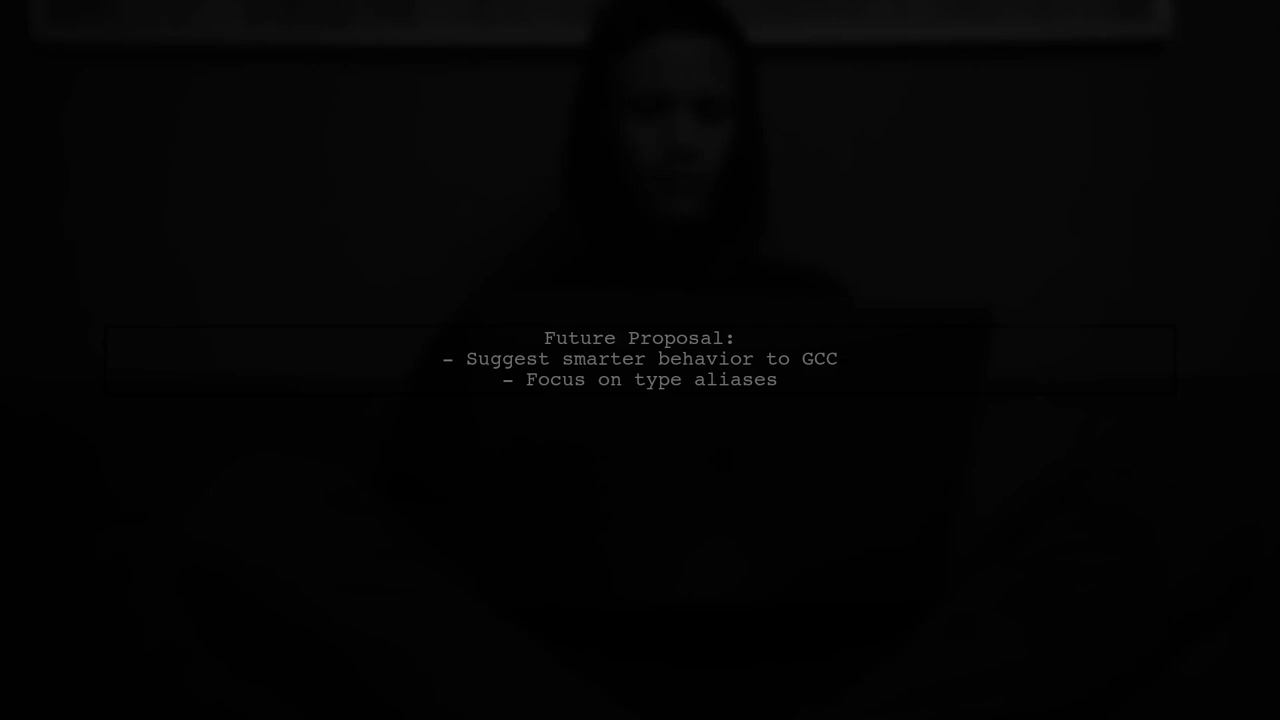 Future Proposal:
- Suggest smarter behavior to GCC
- Focus on type aliases